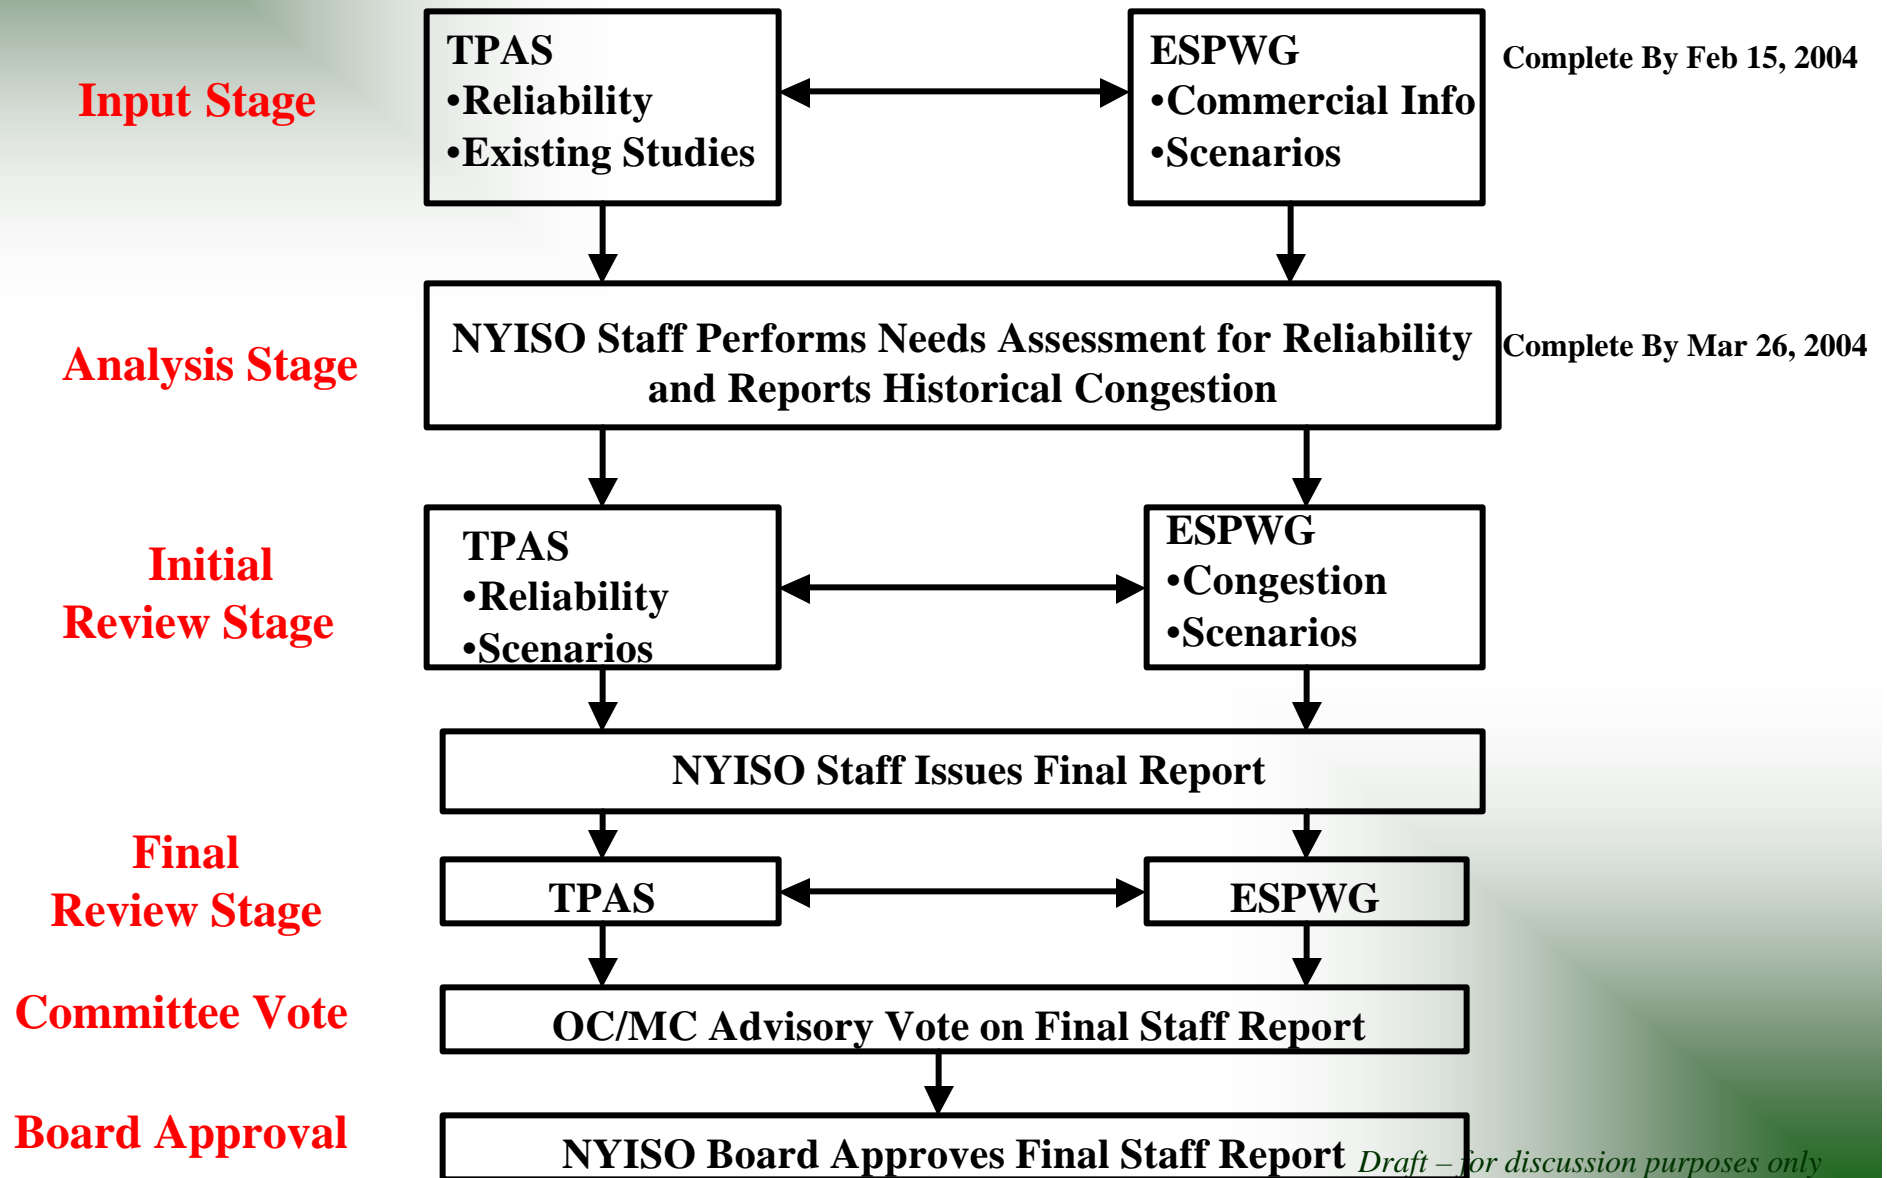 Input Stage
TPAS
•Reliability
•Existing Studies
ESPWG
•Commercial Info
•Scenarios
Complete By Feb 15, 2004
Analysis Stage
NYISO Staff Performs Needs Assessment for Reliability
and Reports Historical Congestion
Complete By Mar 26, 2004
Initial
Review Stage
TPAS
•Reliability
•Scenarios
ESPWG
•Congestion
•Scenarios
NYISO Staff Issues Final Report
Final
Review Stage
TPAS
ESPWG
Committee Vote
OC/MC Advisory Vote on Final Staff Report
Board Approval
NYISO Board Approves Final Staff Report
Draft – for discussion purposes only